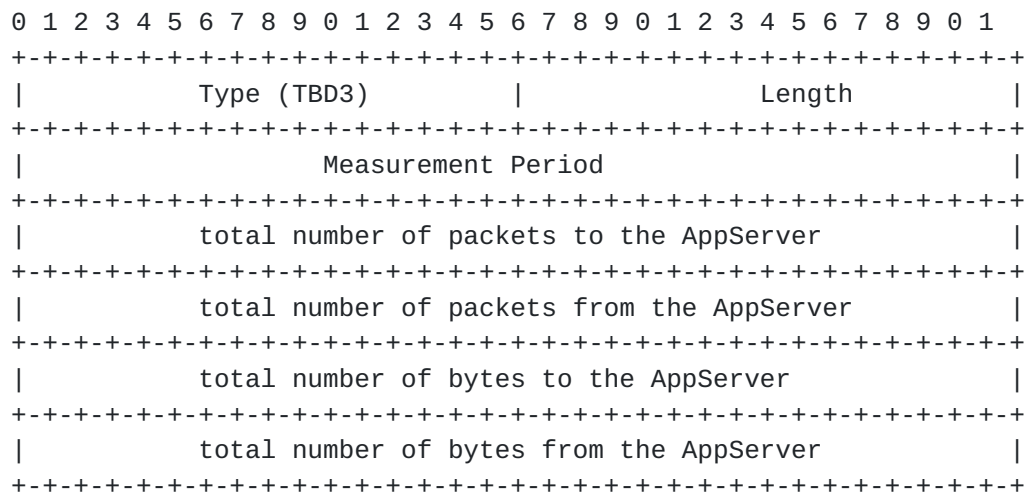 0 1 2 3 4 5 6 7 8 9 0 1 2 3 4 5 6 7 8 9 0 1 2 3 4 5 6 7 8 9 0 1
+-+-+-+-+-+-+-+-+-+-+-+-+-+-+-+-+-+-+-+-+-+-+-+-+-+-+-+-+-+-+-+-+
|           Type (TBD3)         |               Length          |
+-+-+-+-+-+-+-+-+-+-+-+-+-+-+-+-+-+-+-+-+-+-+-+-+-+-+-+-+-+-+-+-+
|                   Measurement Period                          |
+-+-+-+-+-+-+-+-+-+-+-+-+-+-+-+-+-+-+-+-+-+-+-+-+-+-+-+-+-+-+-+-+
|           total number of packets to the AppServer            |
+-+-+-+-+-+-+-+-+-+-+-+-+-+-+-+-+-+-+-+-+-+-+-+-+-+-+-+-+-+-+-+-+
|           total number of packets from the AppServer          |
+-+-+-+-+-+-+-+-+-+-+-+-+-+-+-+-+-+-+-+-+-+-+-+-+-+-+-+-+-+-+-+-+
|           total number of bytes to the AppServer              |
+-+-+-+-+-+-+-+-+-+-+-+-+-+-+-+-+-+-+-+-+-+-+-+-+-+-+-+-+-+-+-+-+
|           total number of bytes from the AppServer            |
+-+-+-+-+-+-+-+-+-+-+-+-+-+-+-+-+-+-+-+-+-+-+-+-+-+-+-+-+-+-+-+-+